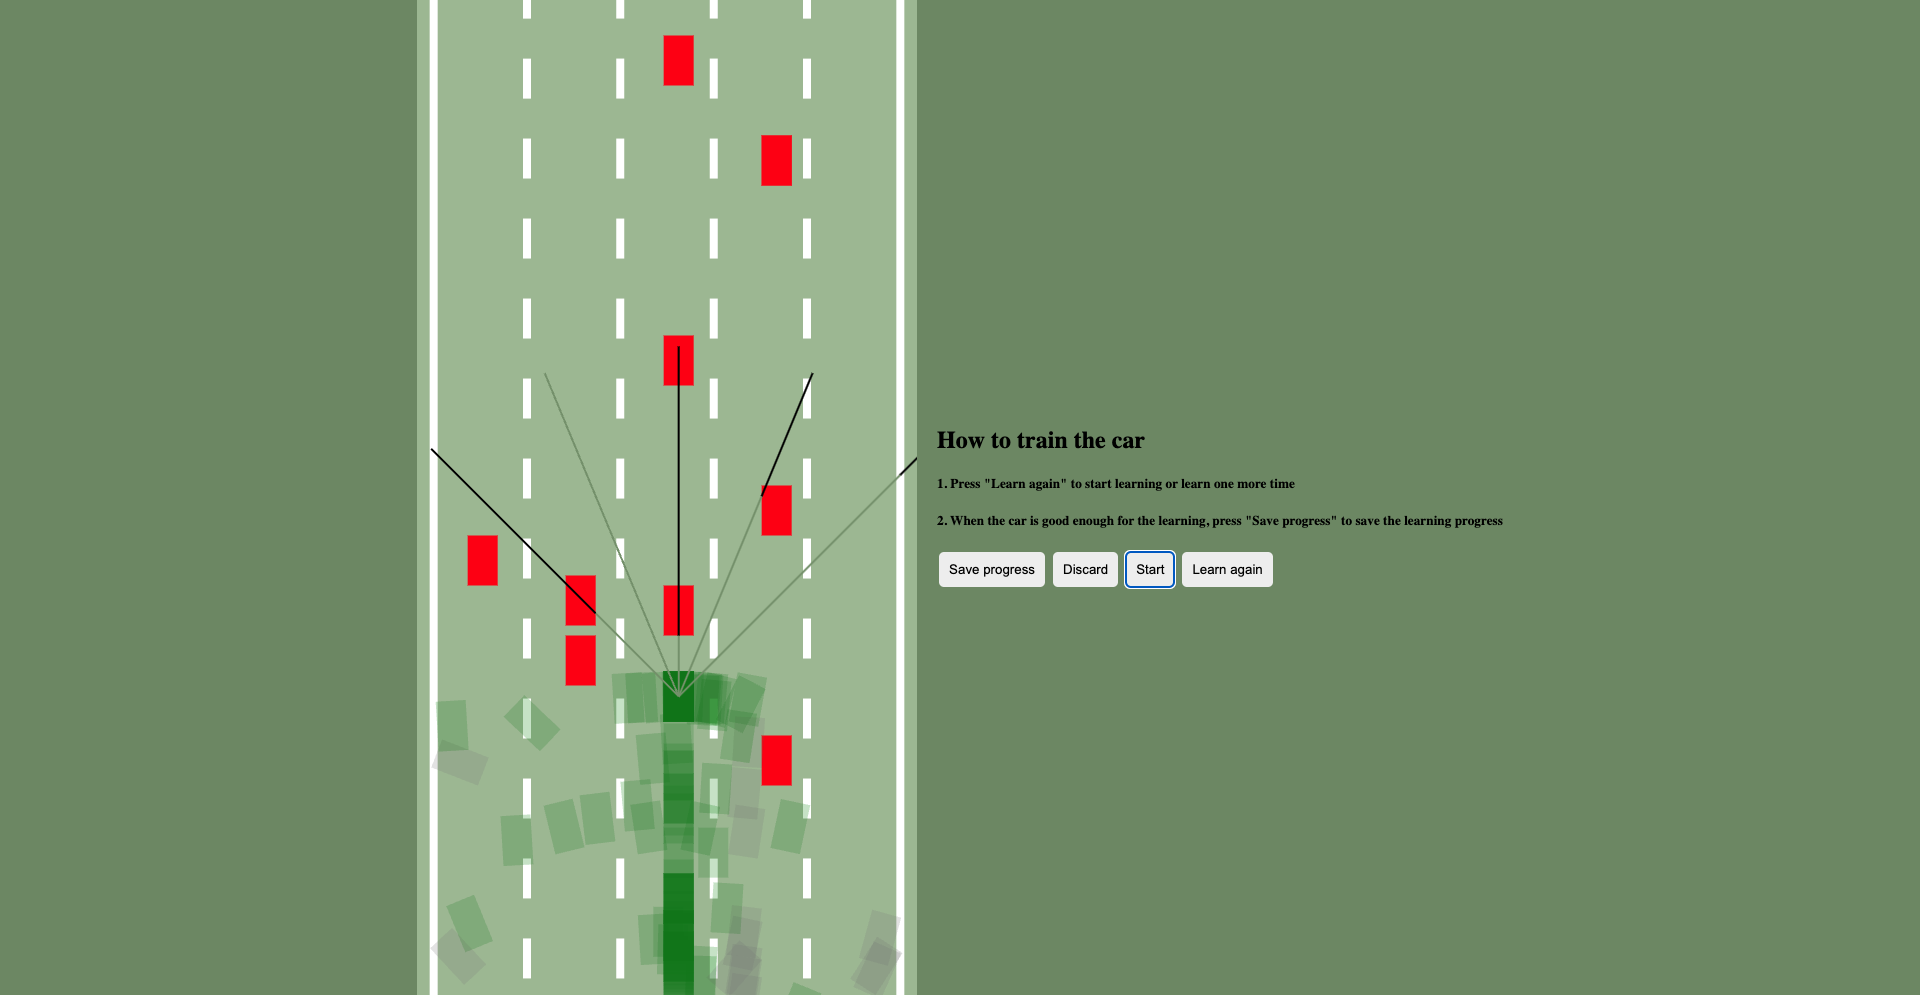 How to train the car
1. Press "Learn again" to start learning or learn one more time
2. When the car is good enough for the learning, press "Save progress" to save the learning progress
Save progress Discard Start Learn again